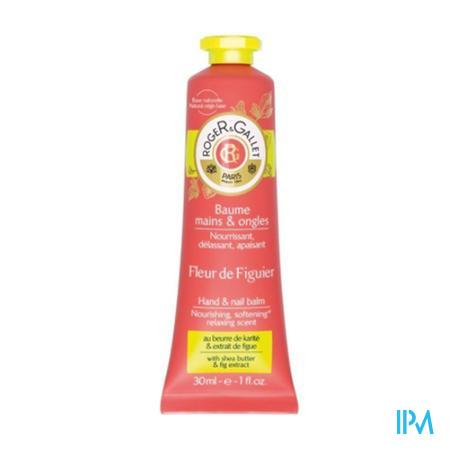 Base naturelle
Natural origin base
ROGER & GALLET
RG
PARIS
Baume
mains & ongles
Nourrissant,
délassant, apaisant
Fleur de Figuier
Hand & nail balm
Nourishing, softening*
relaxing scent
au beurre de karité
& extrait de figue
with shea butter
& fig extract
30ml - e - 1 fl.oz.
IPM